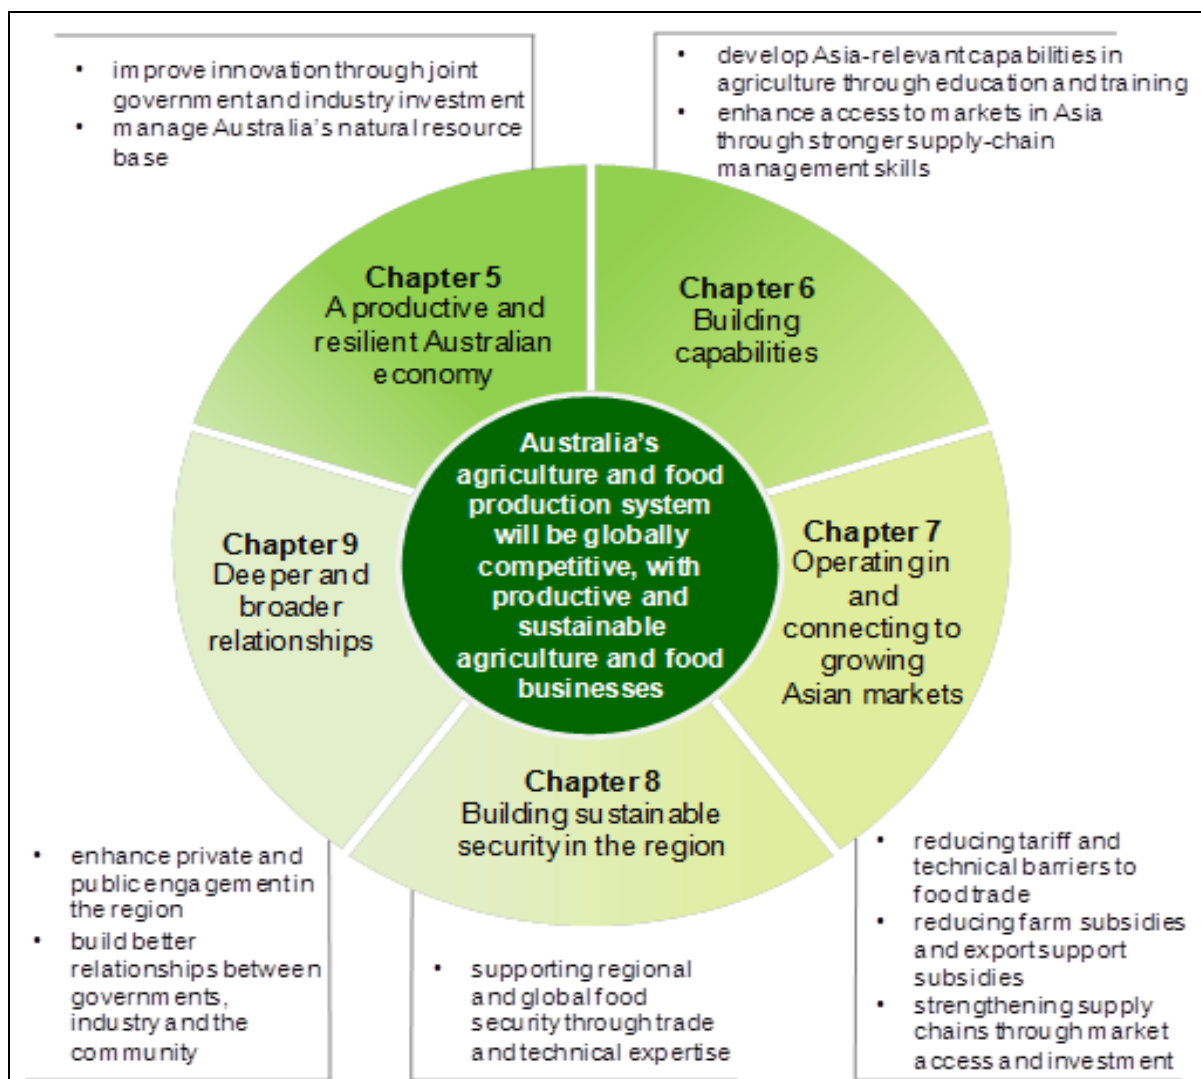 • improve innovation through joint
government and industry investment
• manage Australia's natural resource
base
• develop Asia-relevant capabilities in
agriculture through education and training
• enhance access to markets in Asia
through stronger supply-chain
management skills
Chapter 5
A productive and
resilient Australian
economy
Chapter 6
Building
capabilities
Australia's
agriculture and food
production system
will be globally
competitive, with
productive and
sustainable
agriculture and food
businesses
Chapter 9
Deeper and
broader
relationships
Chapter 7
Operating in
and
connecting to
growing
Asian markets
Chapter 8
Building sustainable
security in the region
• enhance private and
public engagement in
the region
• build better
relationships between
governments,
industry and the
community
• supporting regional
and global food
security through trade
and technical expertise
• reducing tariff and
technical barriers to
food trade
• reducing farm subsidies
and export support
subsidies
• strengthening supply
chains through market
access and investment